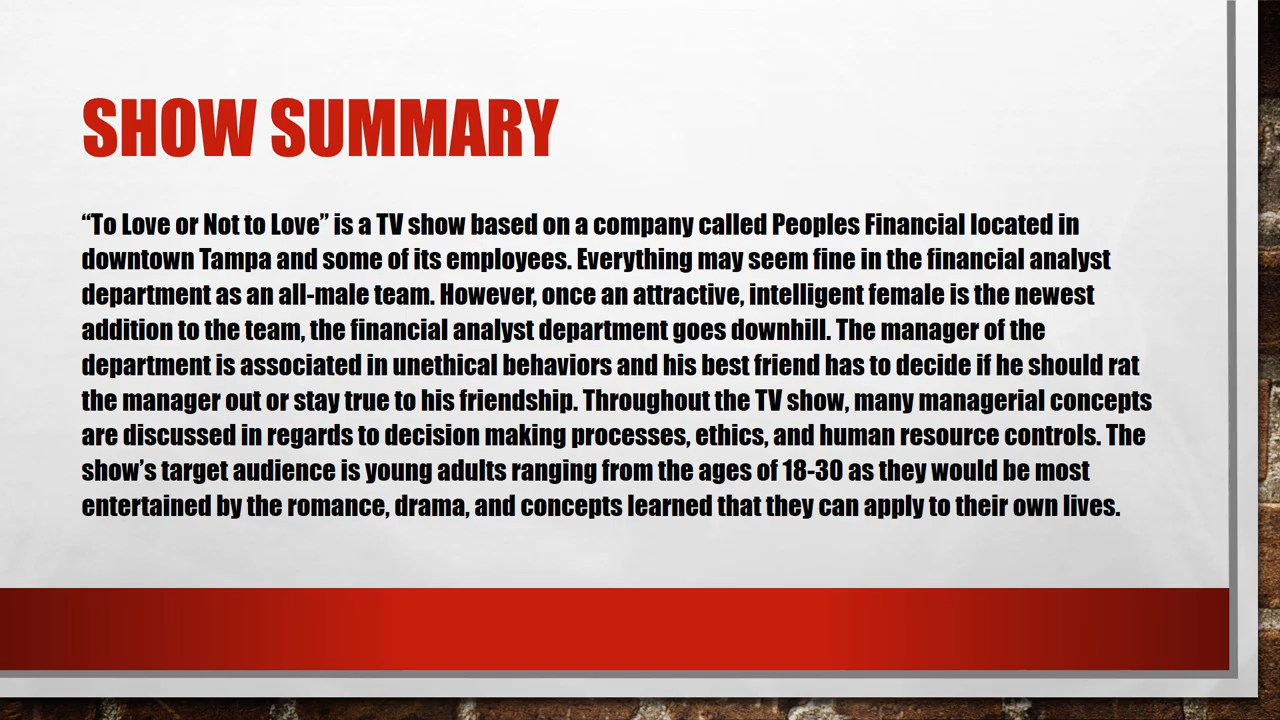 SHOW SUMMARY
“To Love or Not to Love” is a TV show based on a company called Peoples Financial located in
downtown Tampa and some of its employees. Everything may seem fine in the financial analyst
department as an all-male team. However, once an attractive, intelligent female is the newest
addition to the team, the financial analyst department goes downhill. The manager of the
department is associated in unethical behaviors and his best friend has to decide if he should rat
the manager out or stay true to his friendship. Throughout the TV show, many managerial concepts
are discussed in regards to decision making processes, ethics, and human resource controls. The
show’s target audience is young adults ranging from the ages of 18-30 as they would be most
entertained by the romance, drama, and concepts learned that they can apply to their own lives.